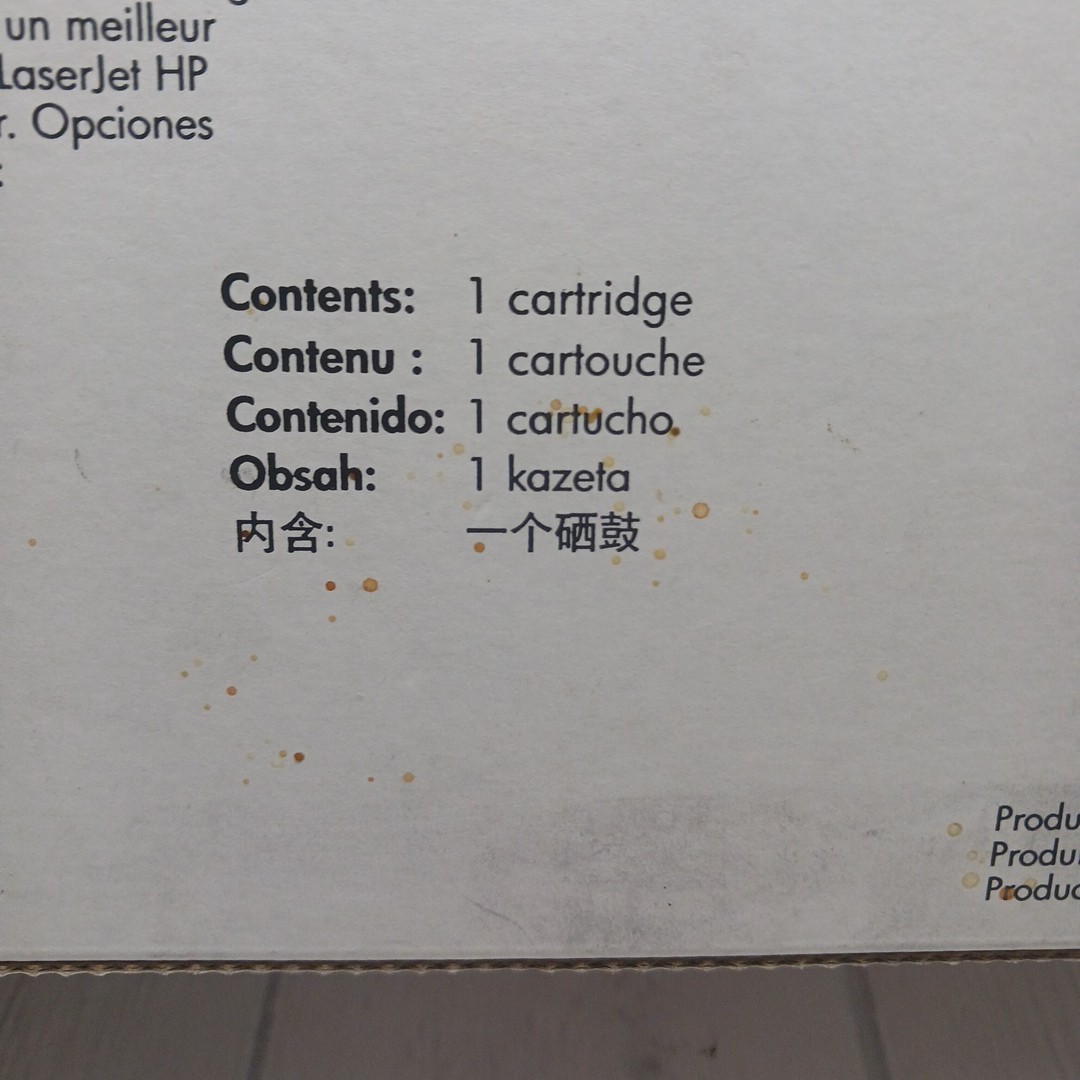 un meilleur
LaserJet HP
r. Opciones
:
Contents: 1 cartridge
Contenu : 1 cartouche
Contenido: 1 cartucho
Obsah: 1 kazeta
内含: 一个硒鼓
Produ
Produ
Produc